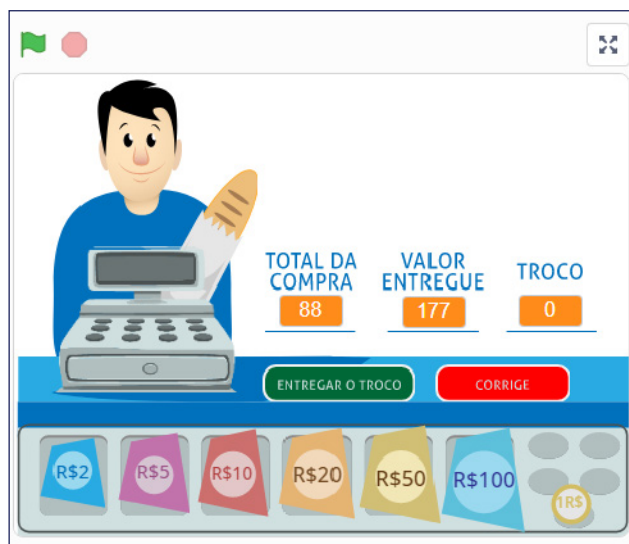 TOTAL DA COMPRA
VALOR ENTREGUE
TROCO
88
177
0
ENTREGAR O TROCO
CORRIGE
R$2
R$5
R$10
R$20
R$50
R$100
1R$